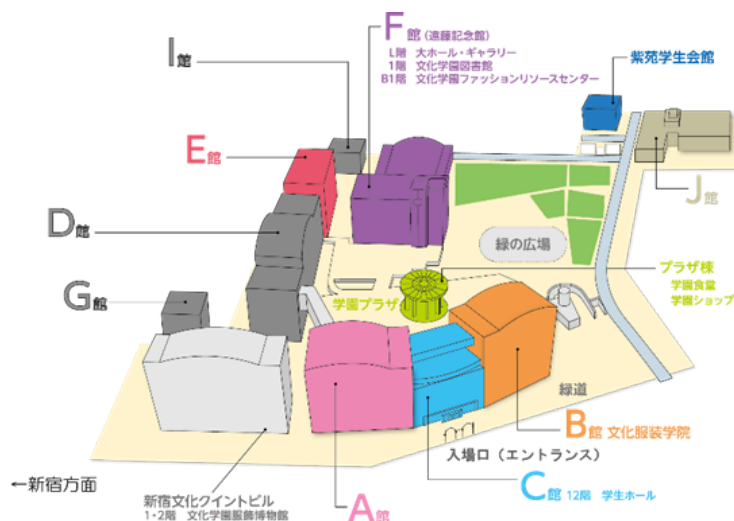 F館 (遠藤記念館)
L階 大ホール・ギャラリー
1階 文化学園図書館
B1階 文化学園ファッションリソースセンター
I館
紫苑学生会館
E館
J館
D館
緑の広場
G館
学園プラザ
プラザ棟
学園食堂
学園ショップ
緑道
B館 文化服装学院
入場口（エントランス）
←新宿方面
新宿文化クイントビル
1・2階 文化学園服飾博物館
A館
C館 12階 学生ホール